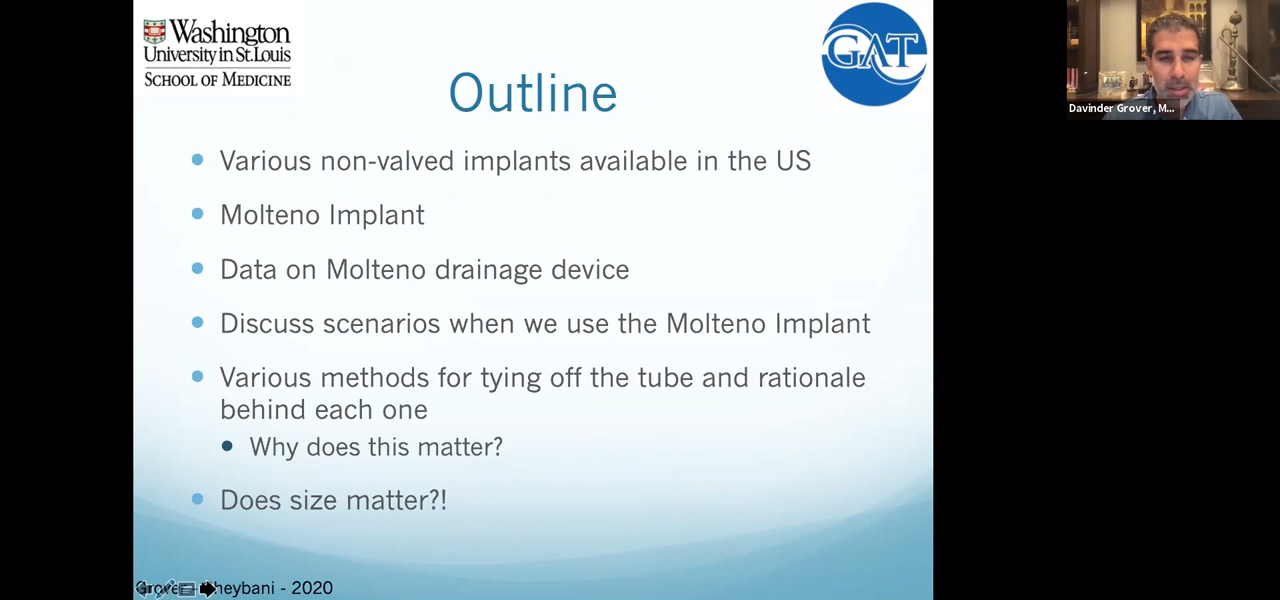 Washington
University in St. Louis
SCHOOL OF MEDICINE
GAT
Outline
Davinder Grover, M...
Various non-valved implants available in the US
Molteno Implant
Data on Molteno drainage device
Discuss scenarios when we use the Molteno Implant
Various methods for tying off the tube and rationale
behind each one
Why does this matter?
Does size matter?!
- 2020